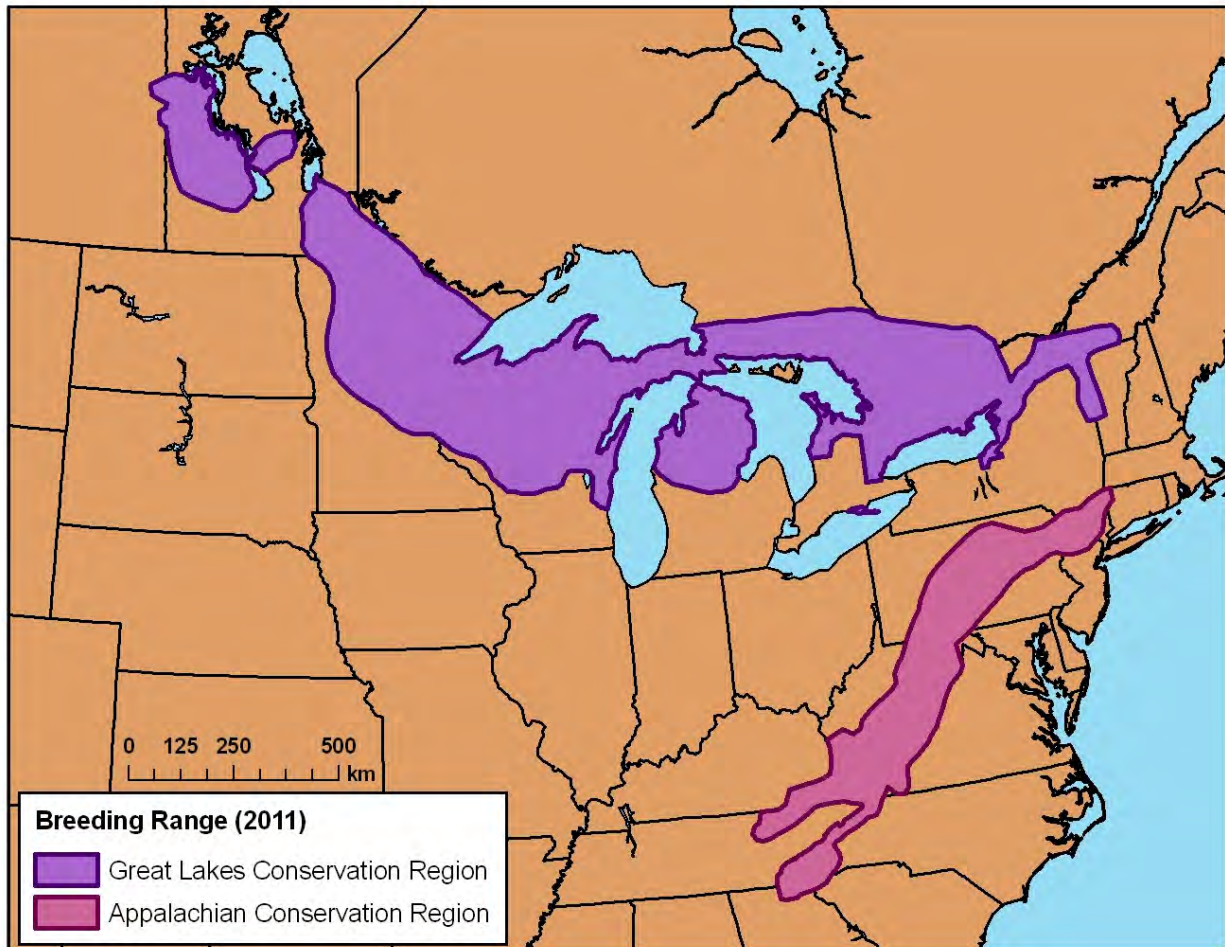 0 125 250 500
km
Breeding Range (2011)
Great Lakes Conservation Region
Appalachian Conservation Region